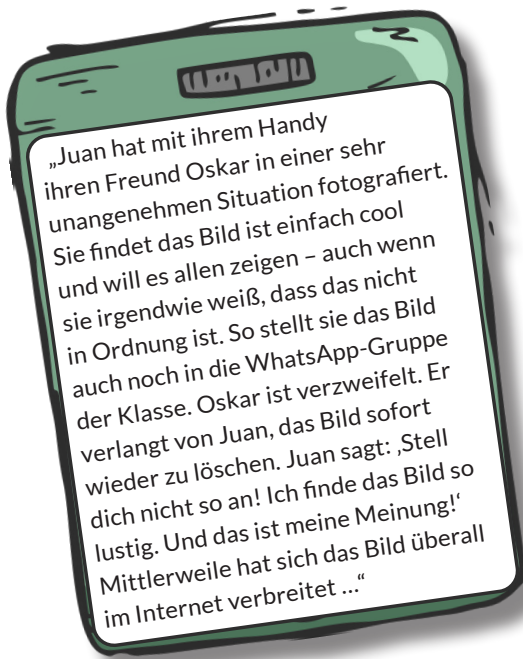 „Juan hat mit ihrem Handy
ihren Freund Oskar in einer sehr
unangenehmen Situation fotografiert.
Sie findet das Bild ist einfach cool
und will es allen zeigen – auch wenn
sie irgendwie weiß, dass das nicht
in Ordnung ist. So stellt sie das Bild
auch noch in die WhatsApp-Gruppe
der Klasse. Oskar ist verzweifelt. Er
verlangt von Juan, das Bild sofort
wieder zu löschen. Juan sagt: ‚Stell
dich nicht so an! Ich finde das Bild so
lustig. Und das ist meine Meinung!‘
Mittlerweile hat sich das Bild überall
im Internet verbreitet ...“